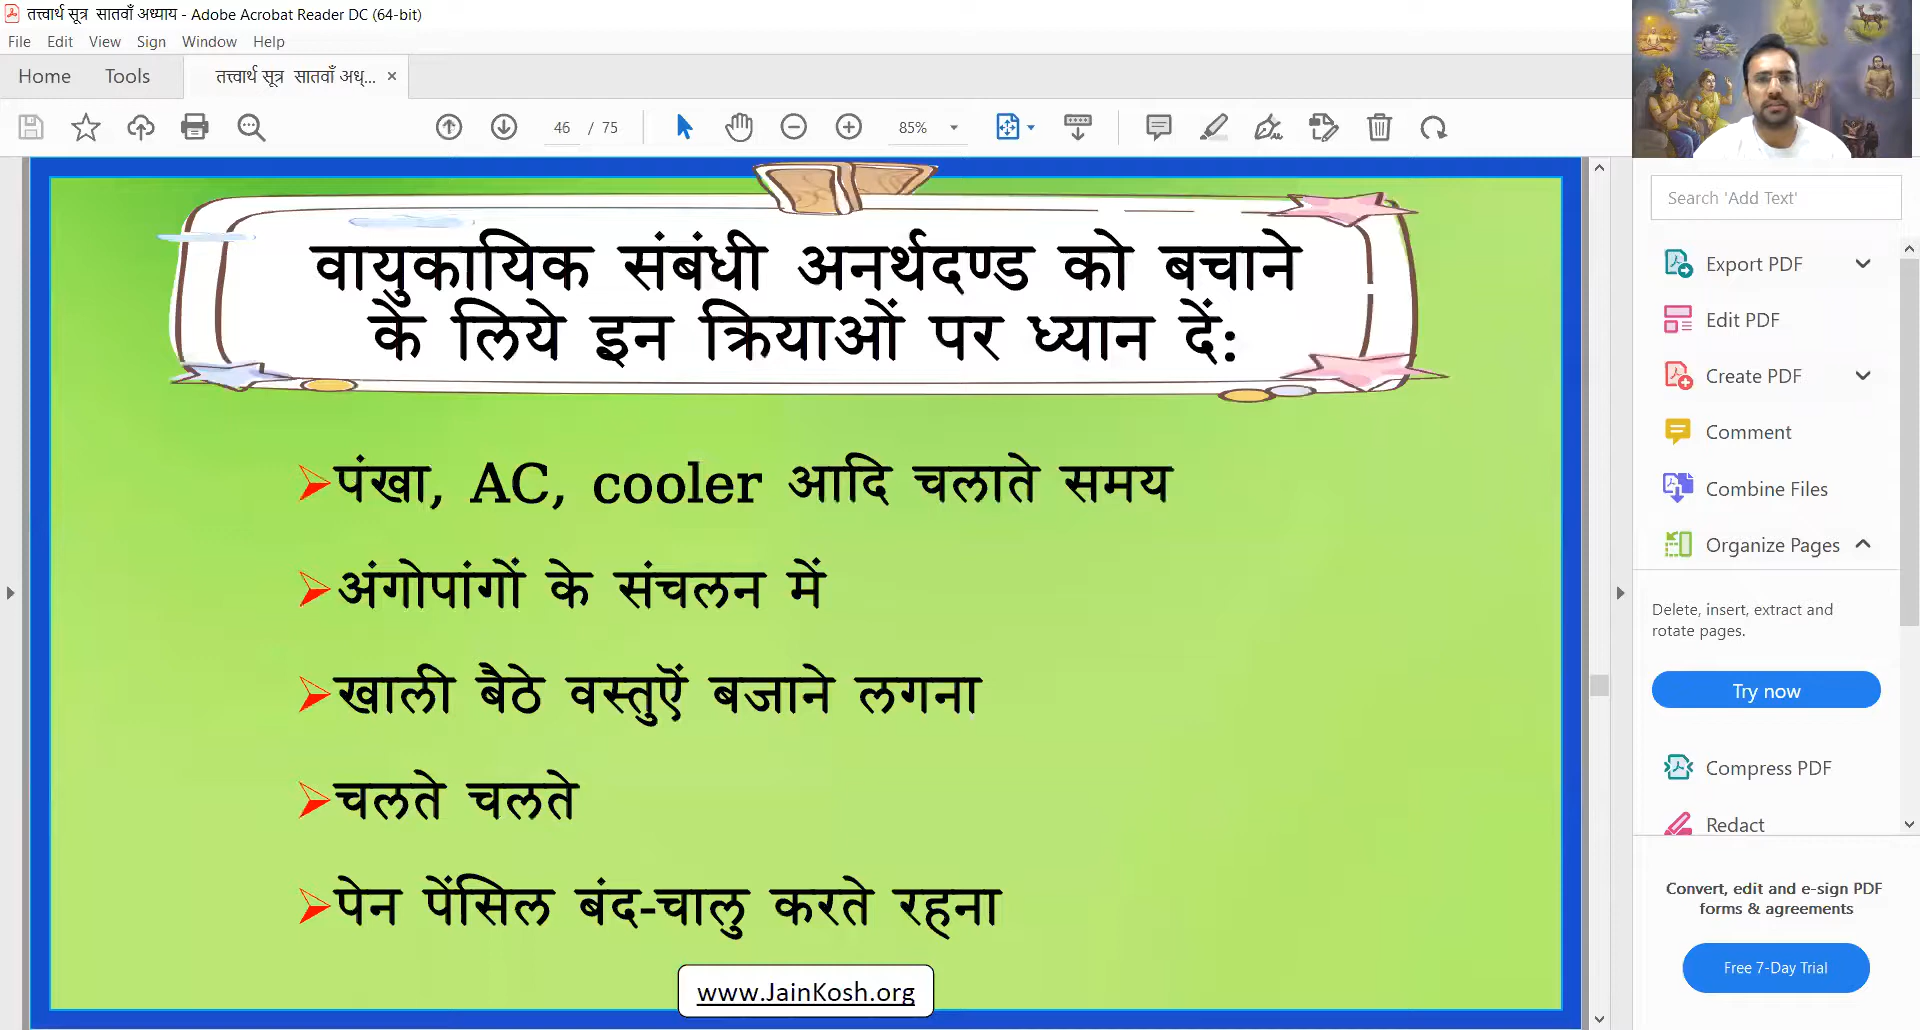 तत्त्वार्थ सूत्र सातवाँ अध्याय - Adobe Acrobat Reader DC (64-bit)
File Edit View Sign Window Help
Home Tools तत्त्वार्थ सूत्र सातवाँ अध्... ×
46 / 75 85%
वायुकायिक संबंधी अनर्थदण्ड को बचाने
के लिये इन क्रियाओं पर ध्यान दें:
पंखा, AC, cooler आदि चलाते समय
अंगोपांगों के संचलन में
खाली बैठे वस्तुऐं बजाने लगना
चलते चलते
पेन पेंसिल बंद-चालु करते रहना
www.JainKosh.org
Search 'Add Text'
Export PDF
Edit PDF
Create PDF
Comment
Combine Files
Organize Pages
Delete, insert, extract and
rotate pages.
Try now
Compress PDF
Redact
Convert, edit and e-sign PDF
forms & agreements
Free 7-Day Trial